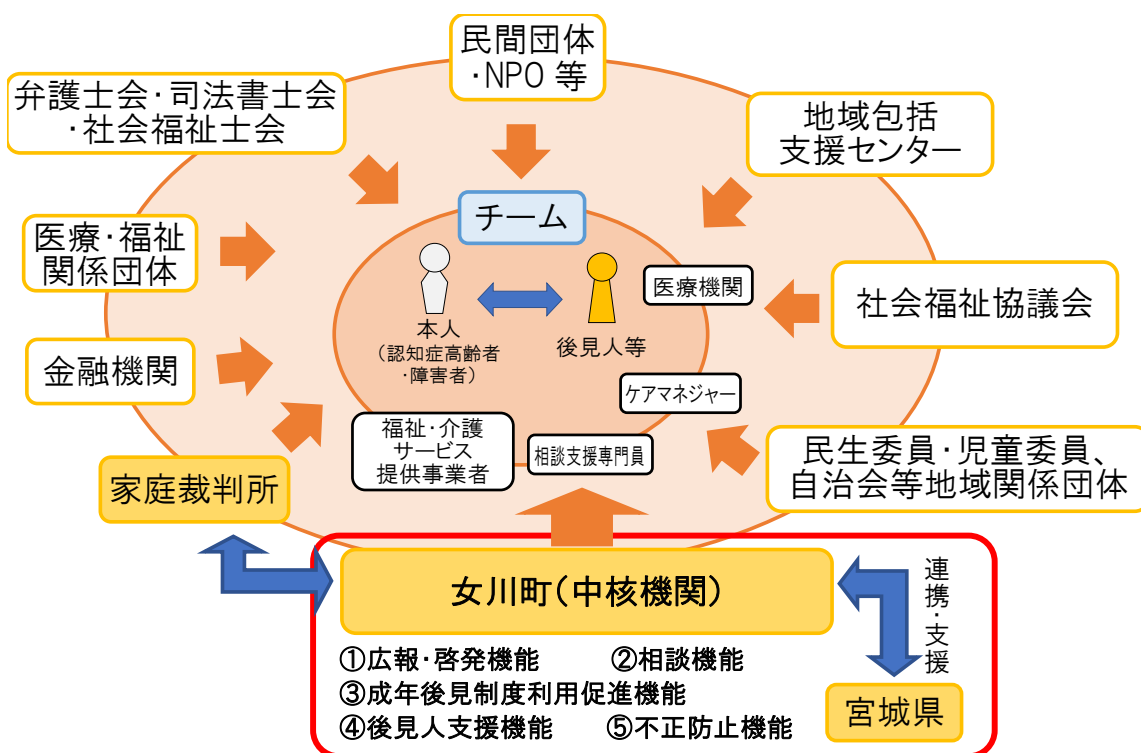 民間団体
・NPO 等
弁護士会・司法書士会
・社会福祉士会
地域包括
支援センター
チーム
医療・福祉
関係団体
医療機関
社会福祉協議会
本人
（認知症高齢者
・障害者）
後見人等
金融機関
ケアマネジャー
福祉・介護
サービス
提供事業者
相談支援専門員
民生委員・児童委員、
自治会等地域関係団体
家庭裁判所
女川町（中核機関）
連携・支援
①広報・啓発機能 ②相談機能
③成年後見制度利用促進機能
④後見人支援機能 ⑤不正防止機能
宮城県